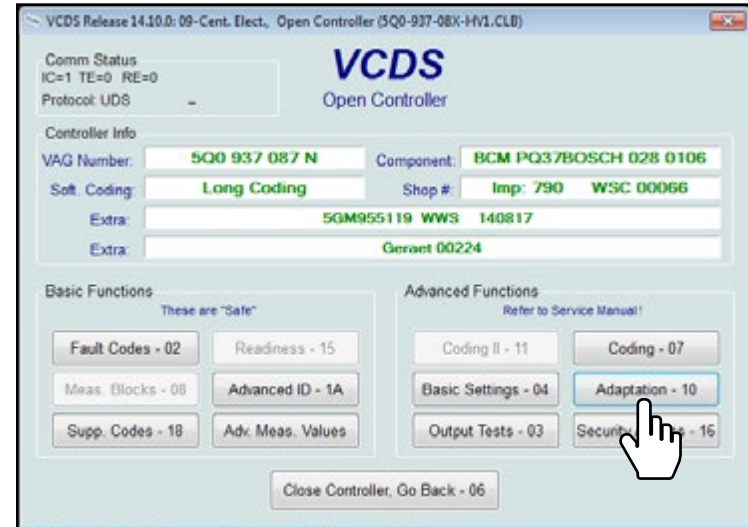 VCDS Release 14.10.0: 09-Cent. Elect., Open Controller (5Q0-937-08X-HV1.CLB)
Comm Status
IC=1 TE=0 RE=0
Protocol: UDS -
VCDS
Open Controller
Controller Info
VAG Number: 5Q0 937 087 N Component: BCM PQ37BOSCH 028 0106
Soft. Coding: Long Coding Shop #: Imp: 790 WSC 00066
Extra: 5GM955119 WWS 140817
Extra: Geraet 00224
Basic Functions
These are "Safe"
Fault Codes - 02 Readiness - 15
Meas. Blocks - 08 Advanced ID - 1A
Supp. Codes - 18 Adv. Meas. Values
Advanced Functions
Refer to Service Manual!
Coding II - 11 Coding - 07
Basic Settings - 04 Adaptation - 10
Output Tests - 03 Security - 16
Close Controller, Go Back - 06